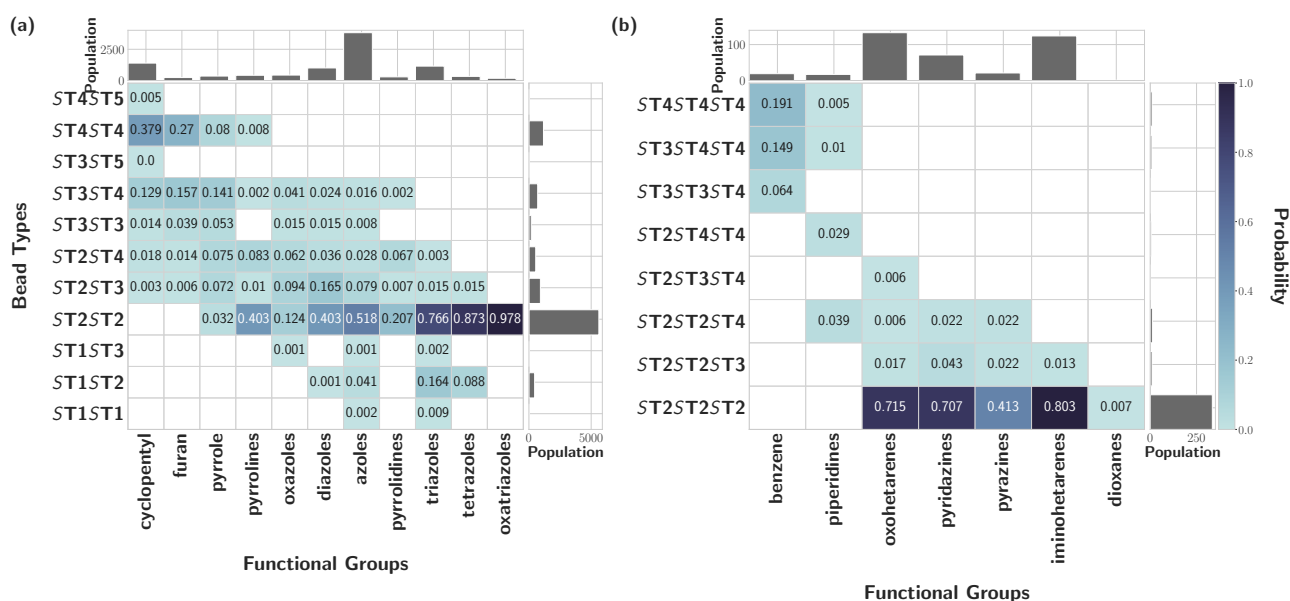 (a)
Population
2500
0
ST4ST5 0.005
ST4ST4 0.379 0.27 0.08 0.008
ST3ST5 0.0
ST3ST4 0.129 0.157 0.141 0.002 0.041 0.024 0.016 0.002
ST3ST3 0.014 0.039 0.053 0.015 0.015 0.008
ST2ST4 0.018 0.014 0.075 0.083 0.062 0.036 0.028 0.067 0.003
ST2ST3 0.003 0.006 0.072 0.01 0.094 0.165 0.079 0.007 0.015 0.015
ST2ST2 0.032 0.403 0.124 0.403 0.518 0.207 0.766 0.873 0.978
ST1ST3 0.001 0.001 0.002
ST1ST2 0.001 0.041 0.164 0.088
ST1ST1 0.002 0.009
Bead Types
cyclopentyl
furan
pyrrole
pyrrolines
oxazoles
diazoles
azoles
pyrrolidines
triazoles
tetrazoles
oxatriazoles
0 5000
Population
Functional Groups
(b)
Population
100
0
ST4ST4ST4 0.191 0.005
ST3ST4ST4 0.149 0.01
ST3ST3ST4 0.064
ST2ST4ST4 0.029
ST2ST3ST4 0.006
ST2ST2ST4 0.039 0.006 0.022 0.022
ST2ST2ST3 0.017 0.043 0.022 0.013
ST2ST2ST2 0.715 0.707 0.413 0.803 0.007
benzene
piperidines
oxohetarenes
pyridazines
pyrazines
iminohetarenes
dioxanes
0 250
Population
Functional Groups
1.0
0.8
0.6
0.4
0.2
0.0
Probability